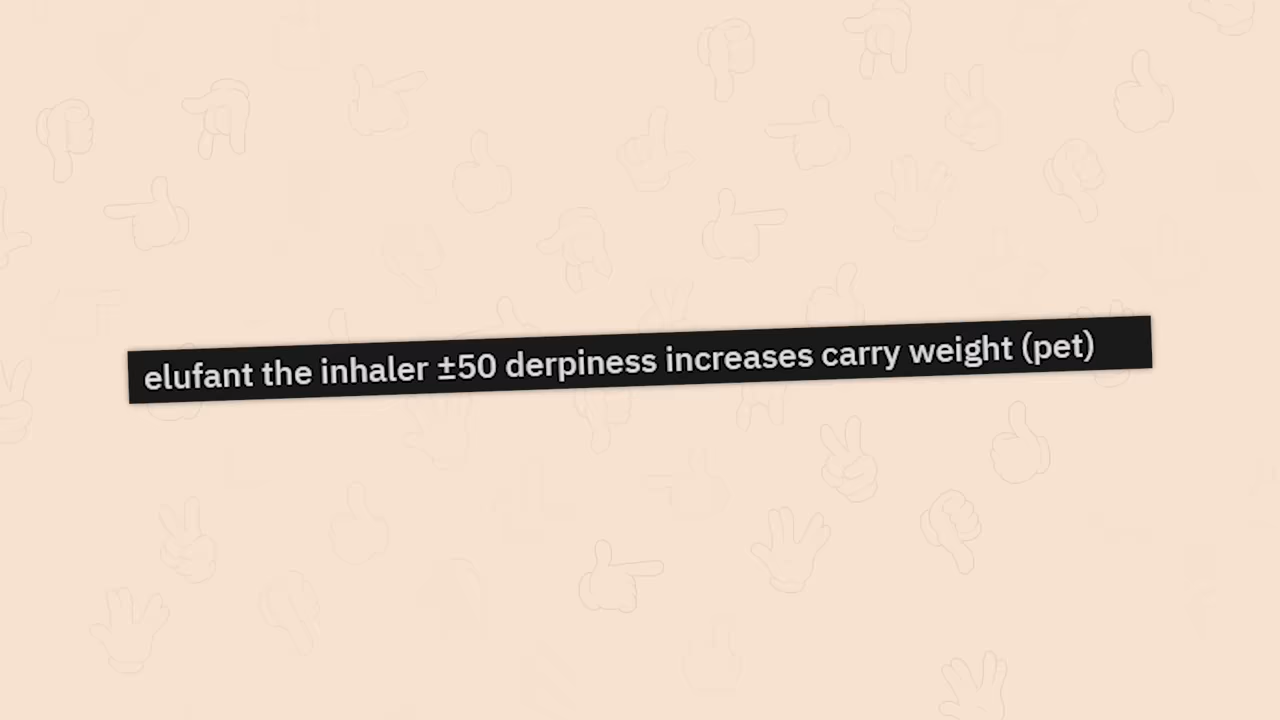 elufant the inhaler ±50 derpiness increases carry weight (pet)